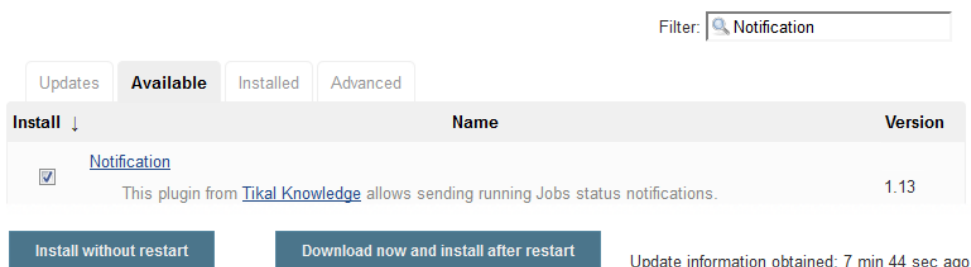 Filter: Notification
Updates Available Installed Advanced
Install ↓ Name Version
Notification
This plugin from Tikal Knowledge allows sending running Jobs status notifications. 1.13
Install without restart Download now and install after restart Update information obtained: 7 min 44 sec ago